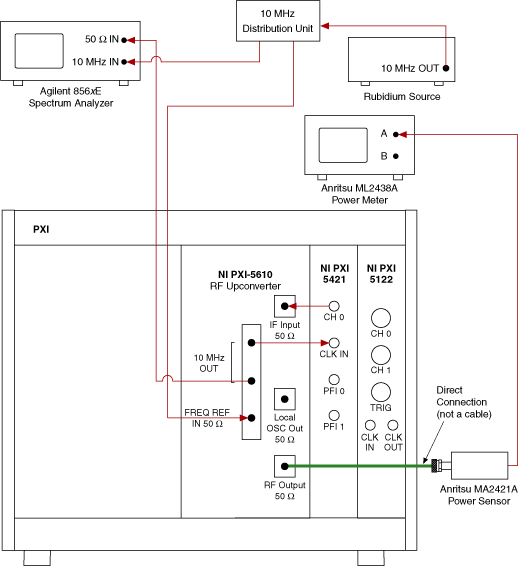 10 MHz
Distribution Unit
50 Ω IN
10 MHz IN
Agilent 856xE
Spectrum Analyzer
10 MHz OUT
Rubidium Source
A
B
Anritsu ML2438A
Power Meter
PXI
NI PXI-5610
RF Upconverter
NI PXI
5421
NI PXI
5122
IF Input
50 Ω
CH 0
CH 0
10 MHz
OUT
CLK IN
CH 1
PFI 0
TRIG
FREQ REF
IN 50 Ω
Local
OSC Out
50 Ω
PFI 1
CLK
IN
CLK
OUT
RF Output
50 Ω
Direct
Connection
(not a cable)
Anritsu MA2421A
Power Sensor